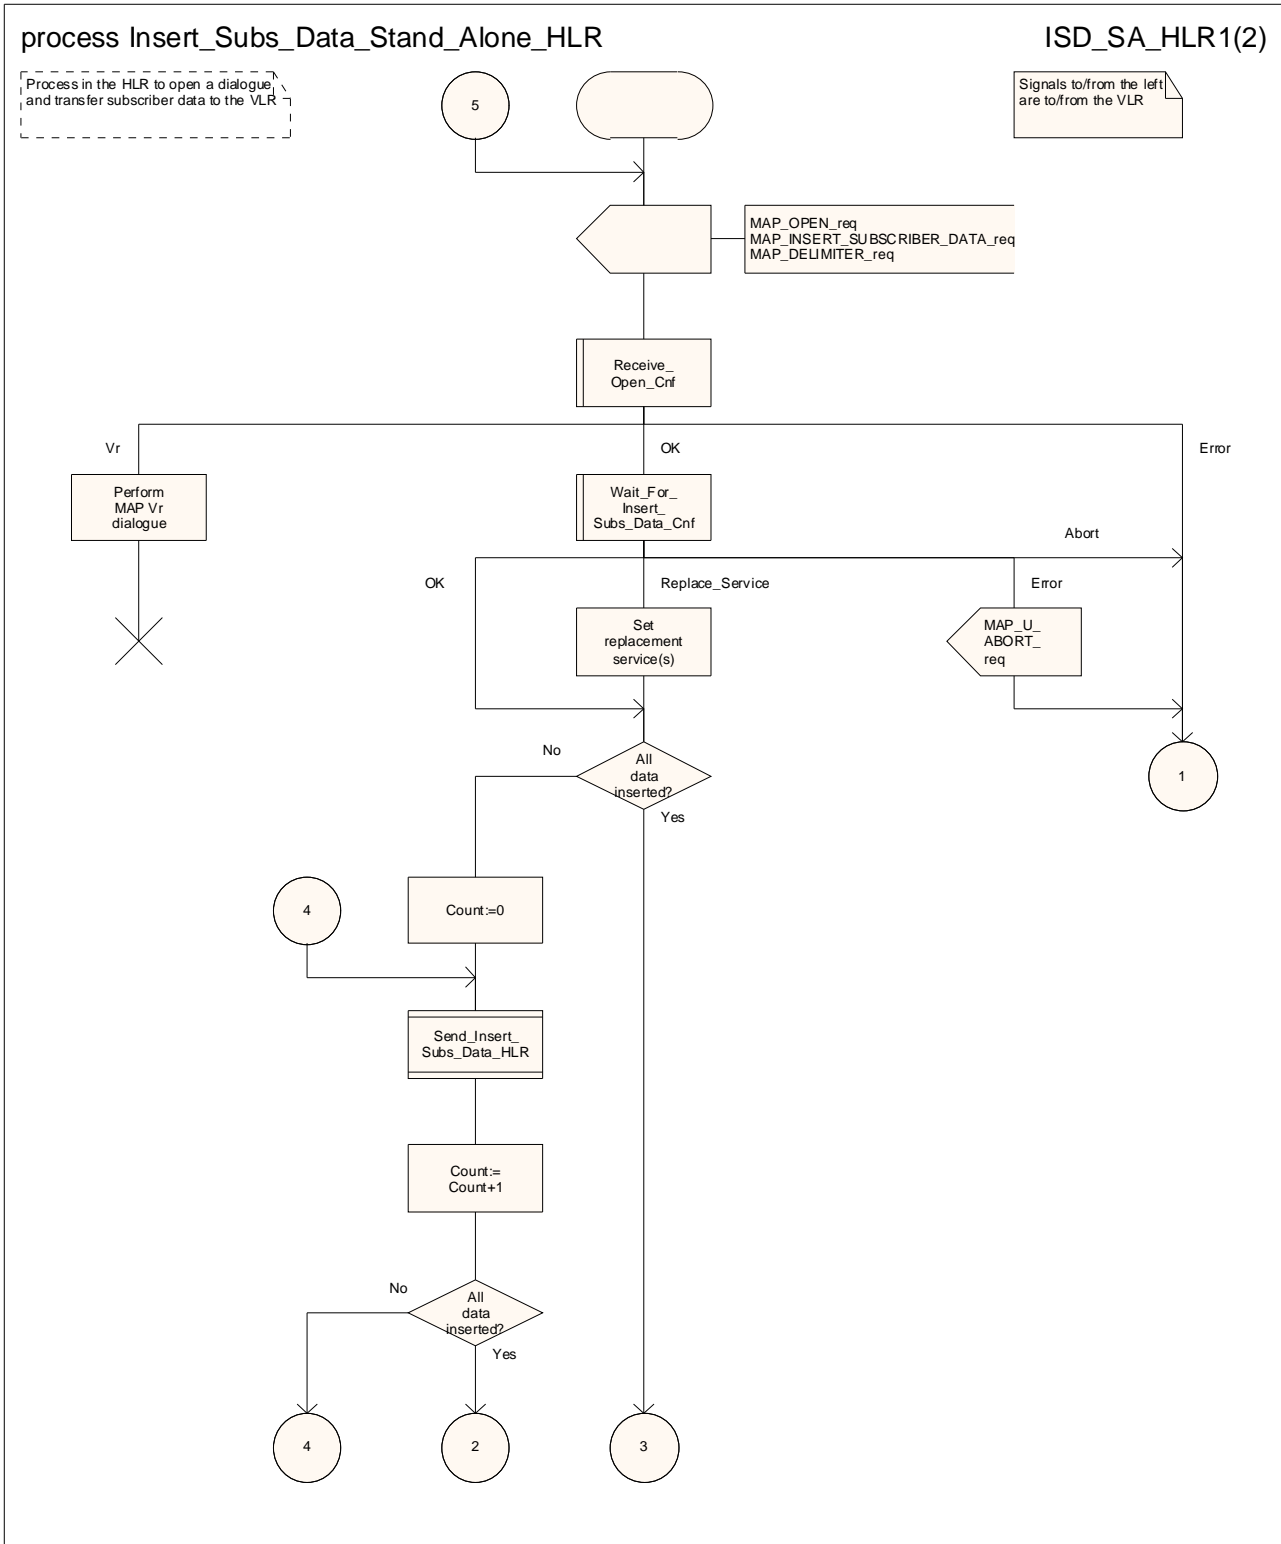 process Insert_Subs_Data_Stand_Alone_HLR
ISD_SA_HLR1(2)
Process in the HLR to open a dialogue
and transfer subscriber data to the VLR
5
Signals to/from the left
are to/from the VLR
MAP_OPEN_req
MAP_INSERT_SUBSCRIBER_DATA_req
MAP_DELIMITER_req
Receive_
Open_Cnf
Vr
OK
Error
Perform
MAP Vr
dialogue
Wait_For_
Insert_
Subs_Data_Cnf
Abort
OK
Replace_Service
Error
Set
replacement
service(s)
MAP_U_
ABORT_
req
No
All
data
inserted?
Yes
1
4
Count:=0
Send_Insert_
Subs_Data_HLR
Count:=
Count+1
No
All
data
inserted?
Yes
4
2
3